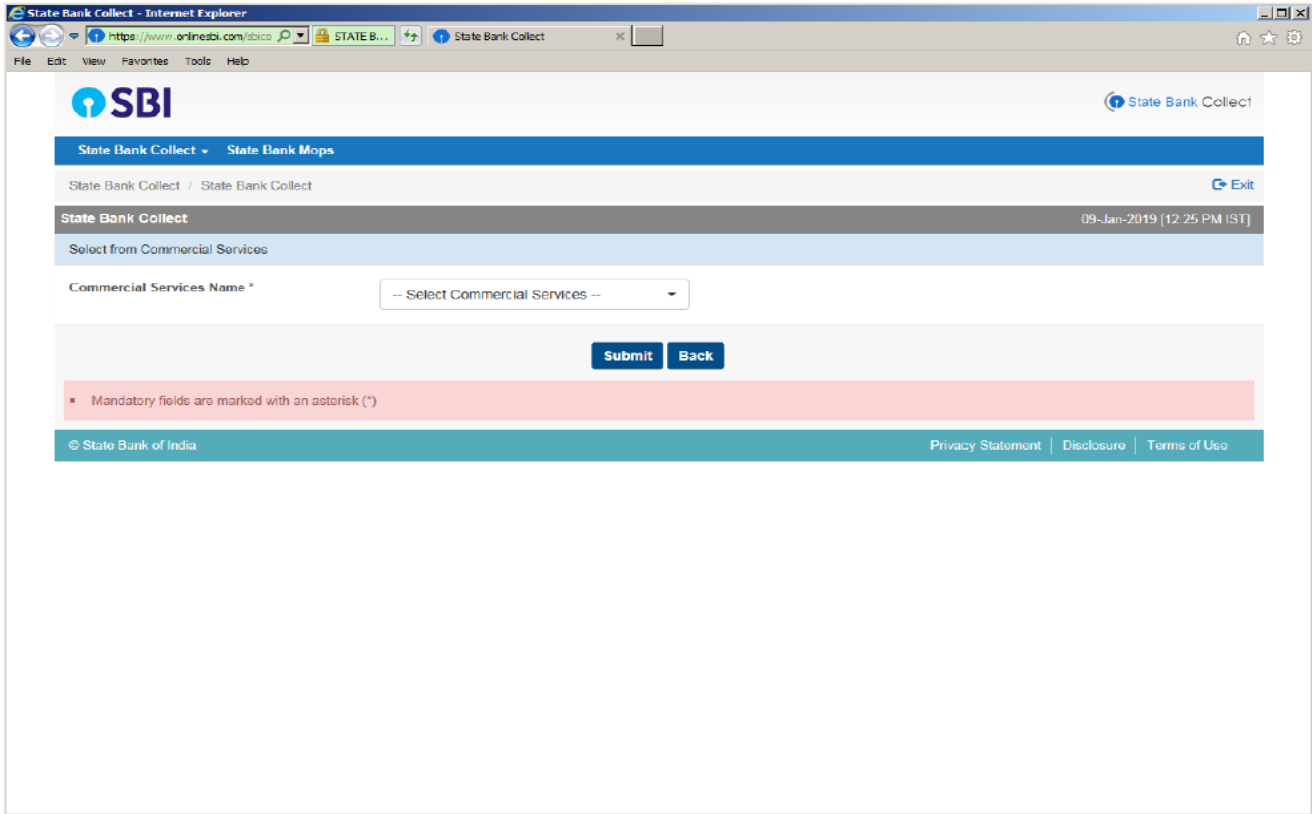 State Bank Collect - Internet Explorer
https://www.onlinesbi.com/sbico STATE B... State Bank Collect
File Edit View Favorites Tools Help
SBI
State Bank Collect
State Bank Collect State Bank Mops
State Bank Collect / State Bank Collect
Exit
State Bank Collect
09-Jan-2019 [12:25 PM IST]
Select from Commercial Services
Commercial Services Name *
-- Select Commercial Services --
Submit Back
Mandatory fields are marked with an asterisk (*)
© State Bank of India
Privacy Statement | Disclosure | Terms of Use